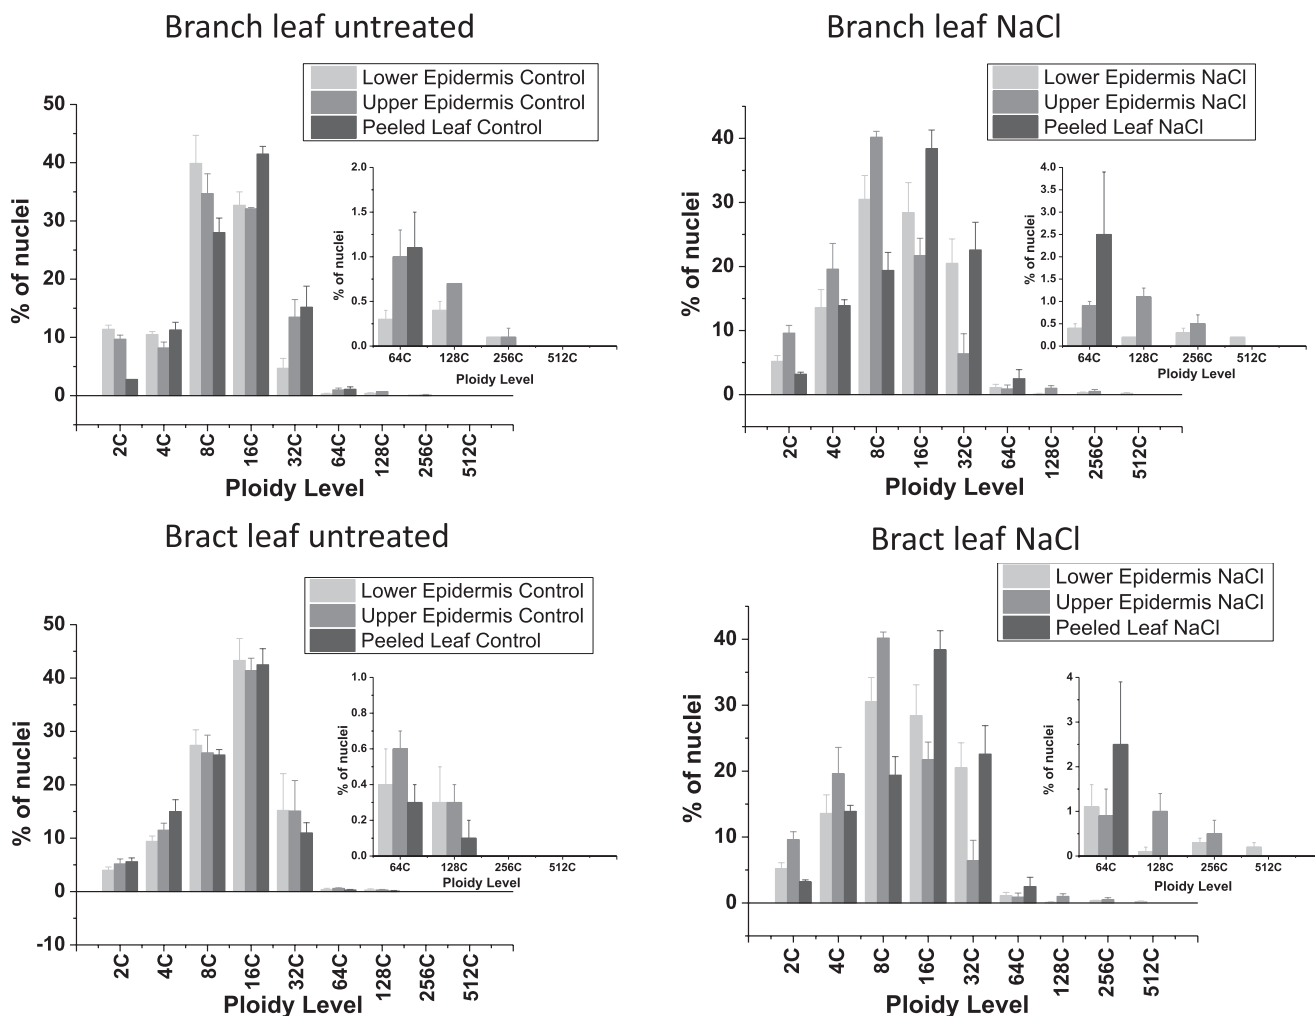 Branch leaf untreated
Lower Epidermis Control
Upper Epidermis Control
Peeled Leaf Control
% of nuclei
50
40
30
20
10
0
2C 4C 8C 16C 32C 64C 128C 256C 512C
Ploidy Level
% of nuclei
2.0
1.5
1.0
0.5
0.0
64C 128C 256C 512C
Ploidy Level
Branch leaf NaCl
Lower Epidermis NaCl
Upper Epidermis NaCl
Peeled Leaf NaCl
% of nuclei
40
30
20
10
0
2C 4C 8C 16C 32C 64C 128C 256C 512C
Ploidy Level
% of nuclei
4.0
3.5
3.0
2.5
2.0
1.5
1.0
0.5
0.0
64C 128C 256C 512C
Ploidy Level
Bract leaf untreated
Lower Epidermis Control
Upper Epidermis Control
Peeled Leaf Control
% of nuclei
50
40
30
20
10
0
-10
2C 4C 8C 16C 32C 64C 128C 256C 512C
Ploidy Level
% of nuclei
1.0
0.8
0.6
0.4
0.2
0.0
64C 128C 256C 512C
Ploidy Level
Bract leaf NaCl
Lower Epidermis NaCl
Upper Epidermis NaCl
Peeled Leaf NaCl
% of nuclei
40
30
20
10
0
2C 4C 8C 16C 32C 64C 128C 256C 512C
Ploidy Level
% of nuclei
4
3
2
1
0
64C 128C 256C 512C
Ploidy Level